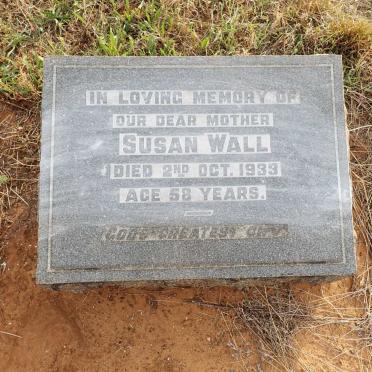 IN LOVING MEMORY OF
OUR DEAR MOTHER
SUSAN WALL
DIED 2ND OCT. 1933
AGE 58 YEARS.
GOD'S GREATEST GIFT